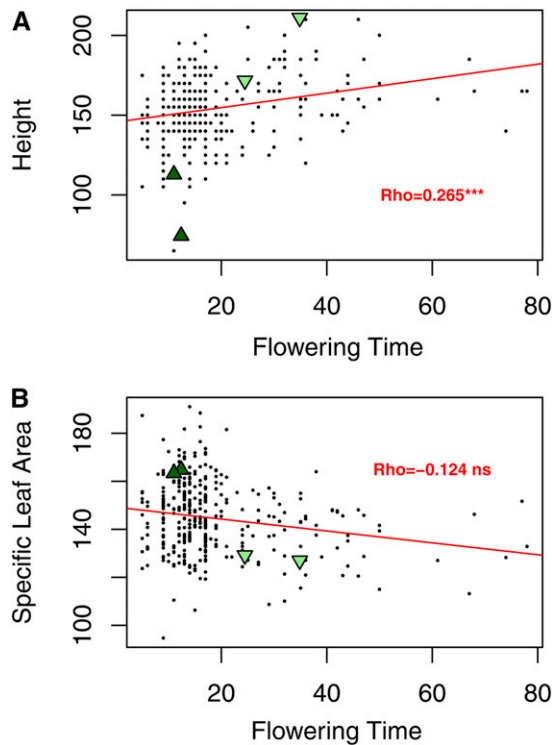 A
Height
100
150
200
Rho=0.265***
20
40
60
80
Flowering Time
B
Specific Leaf Area
100
140
180
Rho=−0.124 ns
20
40
60
80
Flowering Time